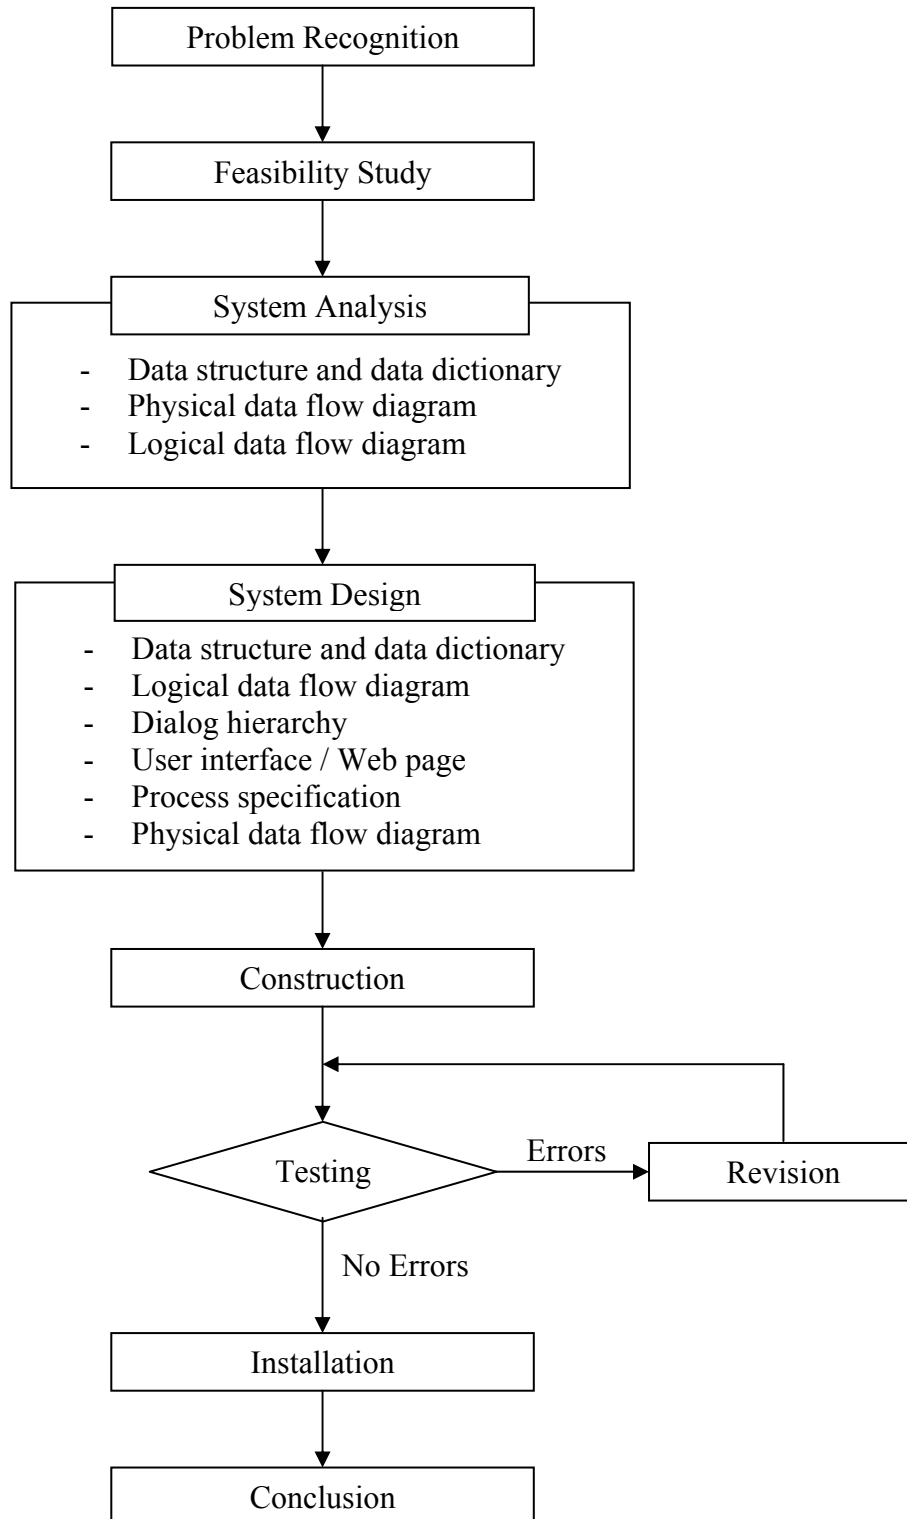 Problem Recognition
Feasibility Study
System Analysis
- Data structure and data dictionary
- Physical data flow diagram
- Logical data flow diagram
System Design
- Data structure and data dictionary
- Logical data flow diagram
- Dialog hierarchy
- User interface / Web page
- Process specification
- Physical data flow diagram
Construction
Testing
Errors
Revision
No Errors
Installation
Conclusion